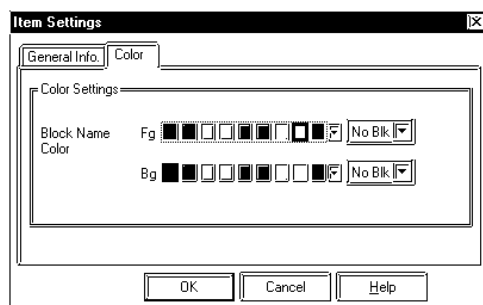 Item Settings
General Info. Color
Color Settings
Block Name Color
Fg No Blk
Bg No Blk
OK Cancel Help